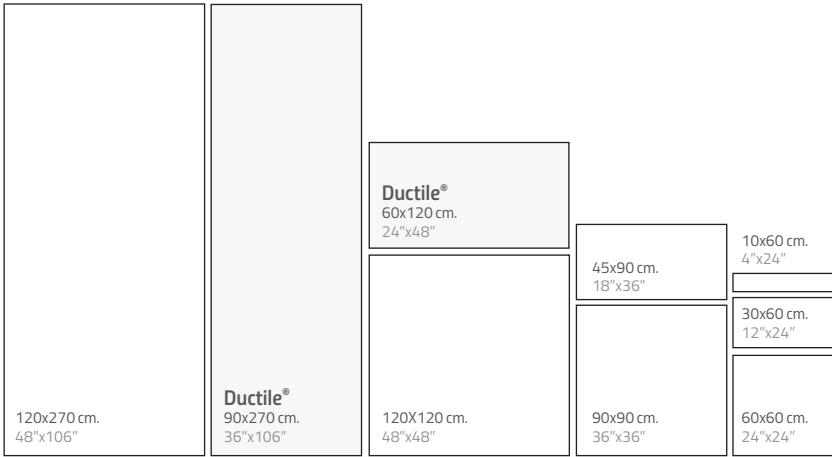 120x270 cm.
48”x106”
Ductile®
90x270 cm.
36”x106”
Ductile®
60x120 cm.
24”x48”
120X120 cm.
48”x48”
45x90 cm.
18”x36”
90x90 cm.
36”x36”
10x60 cm.
4”x24”
30x60 cm.
12”x24”
60x60 cm.
24”x24”